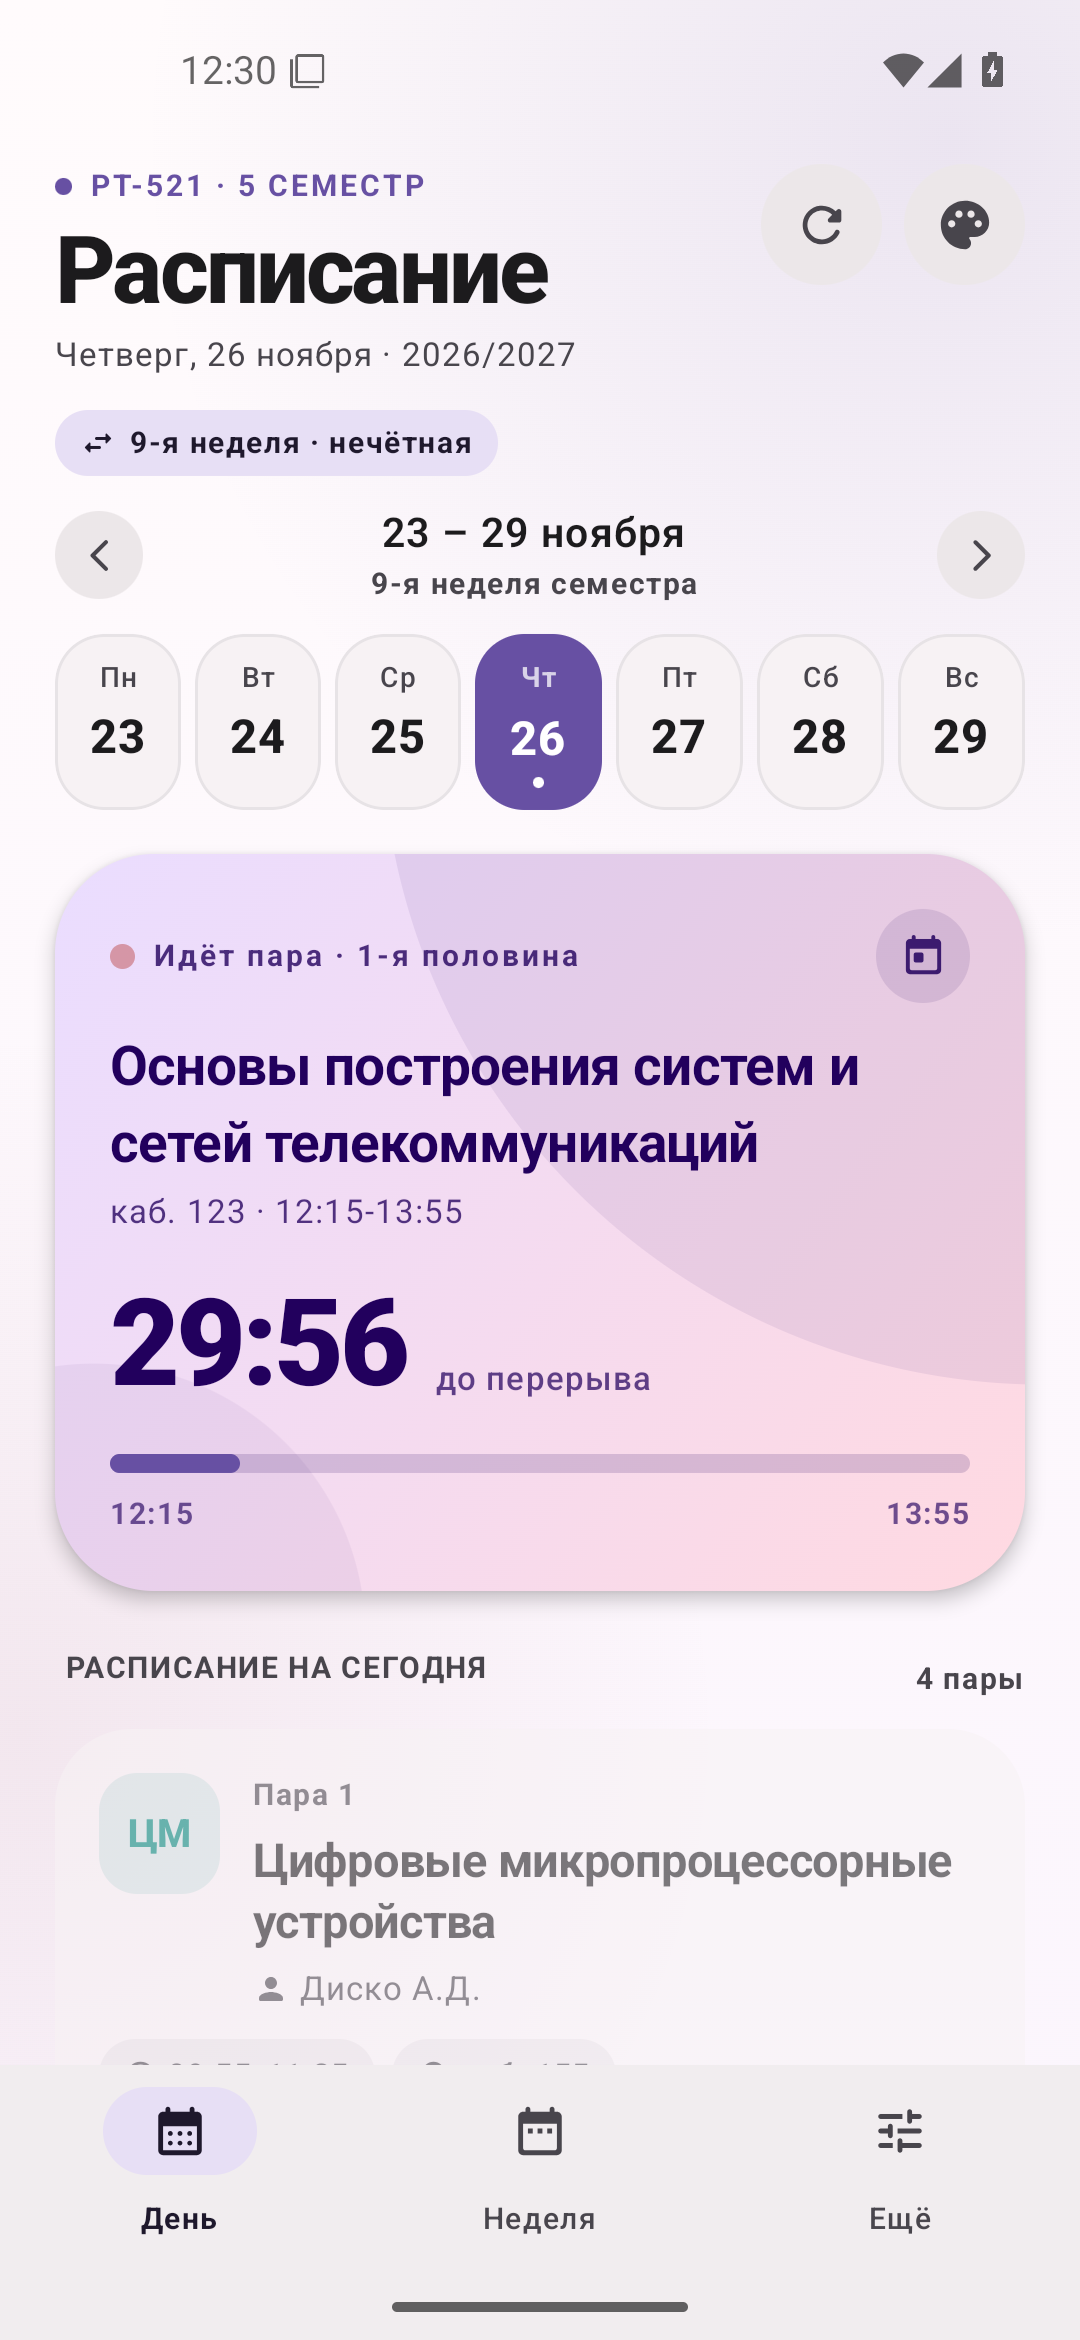 12:30
РТ-521 · 5 СЕМЕСТР
Расписание
Четверг, 26 ноября · 2026/2027
9-я неделя · нечётная
23 – 29 ноября
9-я неделя семестра
Пн Вт Ср Чт Пт Сб Вс
23 24 25 26 27 28 29
Идёт пара · 1-я половина
Основы построения систем и
сетей телекоммуникаций
каб. 123 · 12:15-13:55
29:56 до перерыва
12:15 13:55
РАСПИСАНИЕ НА СЕГОДНЯ
4 пары
Пара 1
ЦМ
Цифровые микропроцессорные
устройства
Диско А.Д.
День Неделя Ещё